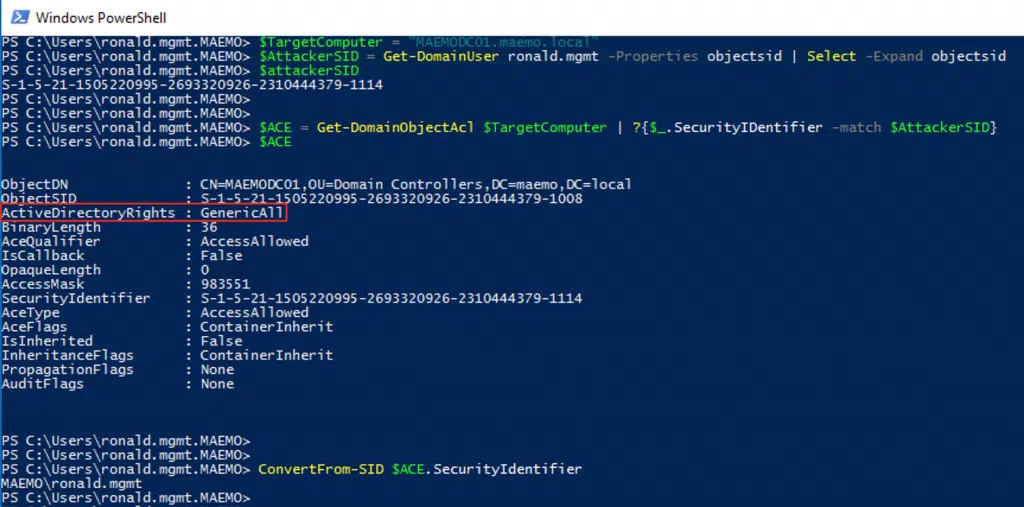 Windows PowerShell
PS C:\Users\ronald.mgmt.MAEMO> $TargetComputer = "MAEMODC01.maemo.local"
PS C:\Users\ronald.mgmt.MAEMO> $AttackerSID = Get-DomainUser ronald.mgmt -Properties objectsid | Select -Expand objectsid
PS C:\Users\ronald.mgmt.MAEMO> $attackerSID
S-1-5-21-1505220995-2693320926-2310444379-1114
PS C:\Users\ronald.mgmt.MAEMO>
PS C:\Users\ronald.mgmt.MAEMO>
PS C:\Users\ronald.mgmt.MAEMO> $ACE = Get-DomainObjectAcl $TargetComputer | ?{$_.SecurityIDentifier -match $AttackerSID}
PS C:\Users\ronald.mgmt.MAEMO> $ACE
ObjectDN : CN=MAEMODC01,OU=Domain Controllers,DC=maemo,DC=local
ObjectSID : S-1-5-21-1505220995-2693320926-2310444379-1008
ActiveDirectoryRights : GenericAll
BinaryLength : 36
AceQualifier : AccessAllowed
IsCallback : False
OpaqueLength : 0
AccessMask : 983551
SecurityIdentifier : S-1-5-21-1505220995-2693320926-2310444379-1114
AceType : AccessAllowed
AceFlags : ContainerInherit
IsInherited : False
InheritanceFlags : ContainerInherit
PropagationFlags : None
AuditFlags : None
PS C:\Users\ronald.mgmt.MAEMO>
PS C:\Users\ronald.mgmt.MAEMO>
PS C:\Users\ronald.mgmt.MAEMO> ConvertFrom-SID $ACE.SecurityIdentifier
MAEMO\ronald.mgmt
PS C:\Users\ronald.mgmt.MAEMO>
PS C:\Users\ronald.mgmt.MAEMO>